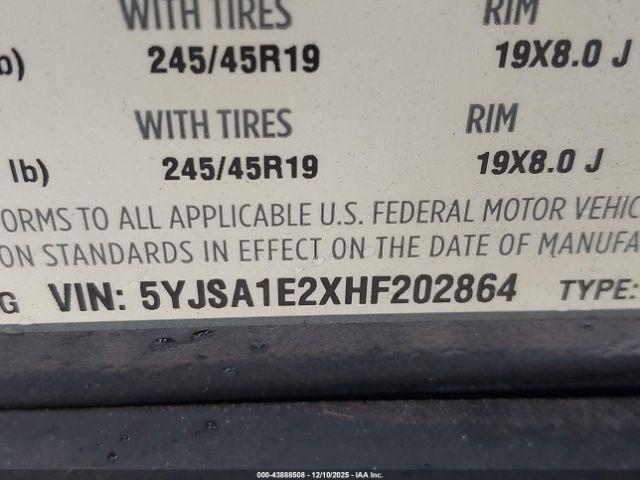 WITH TIRES RIM
b) 245/45R19 19X8.0 J
WITH TIRES RIM
lb) 245/45R19 19X8.0 J
ORMS TO ALL APPLICABLE U.S. FEDERAL MOTOR VEHIC
ON STANDARDS IN EFFECT ON THE DATE OF MANUFA
G VIN: 5YJSA1E2XHF202864 TYPE:
000-43888508 - 12/10/2025 - COPYRIGHT IAA, Inc.